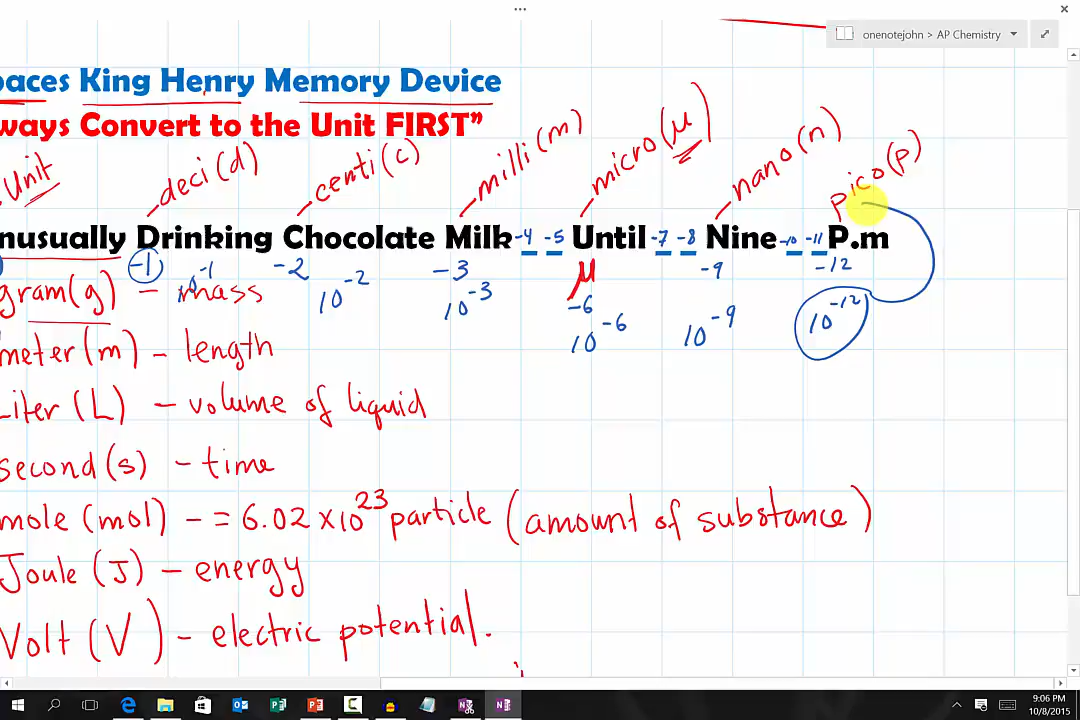 onenotejohn > AP Chemistry
paces King Henry Memory Device
ways Convert to the Unit FIRST”
Unit deci(d) centi(c) milli(m) micro(μ) nano(n) pico(p)
nusually Drinking Chocolate Milk -4 -5 Until -7 -8 Nine -10 -11 P.m
-1 -2 -3 μ -6 -9 -12
10⁻¹ 10⁻² 10⁻³ 10⁻⁶ 10⁻⁹ 10⁻¹²
gram(g) – mass
meter(m) – length
Liter (L) – volume of liquid
second(s) – time
mole (mol) – = 6.02 ×10²³ particle (amount of substance)
Joule (J) – energy
Volt (V) – electric potential.
9:06 PM
10/8/2015